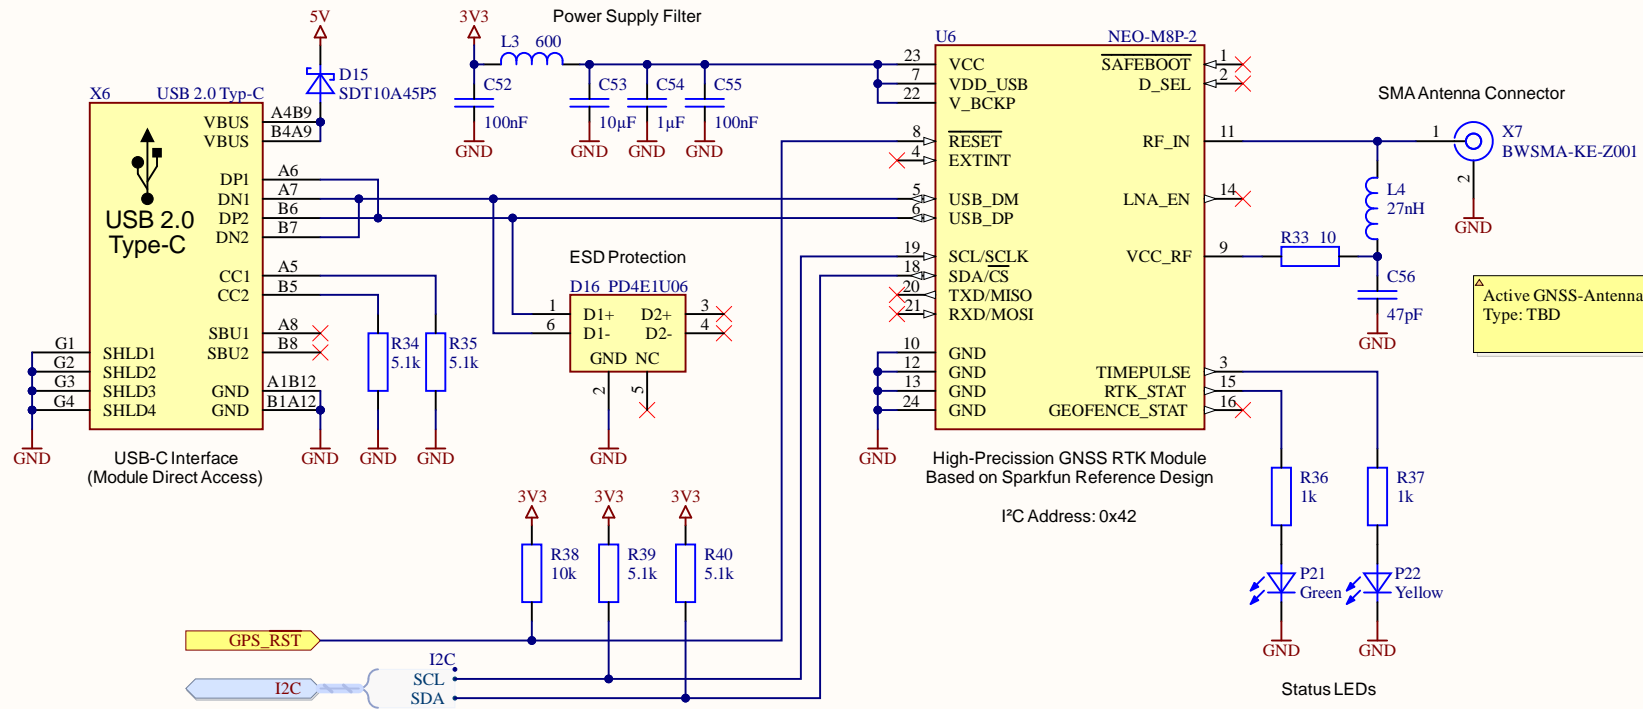 5V
3V3
Power Supply Filter
L3 600
D15
SDT10A45P5
C52
100nF
GND
C53
10µF
GND
C54
1µF
GND
C55
100nF
GND
X6
USB 2.0 Typ-C
VBUS A4B9
VBUS B4A9
DP1 A6
DN1 A7
DP2 B6
DN2 B7
USB 2.0
Type-C
CC1 A5
CC2 B5
SBU1 A8
SBU2 B8
G1 SHLD1
G2 SHLD2
G3 SHLD3
G4 SHLD4
GND A1B12
GND B1A12
GND
GND
GND
GND
R34
5.1k
R35
5.1k
USB-C Interface
(Module Direct Access)
ESD Protection
D16 PD4E1U06
1 D1+
6 D1-
D2+ 3
D2- 4
GND NC
2
5
GND
U6
NEO-M8P-2
23 VCC
7 VDD_USB
22 V_BCKP
8 RESET
4 EXTINT
5 USB_DM
6 USB_DP
19 SCL/SCLK
18 SDA/CS
20 TXD/MISO
21 RXD/MOSI
10 GND
12 GND
13 GND
24 GND
GND
SAFEBOOT 1
D_SEL 2
RF_IN 11
LNA_EN 14
VCC_RF 9
TIMEPULSE 3
RTK_STAT 15
GEOFENCE_STAT 16
High-Precission GNSS RTK Module
Based on Sparkfun Reference Design
I²C Address: 0x42
SMA Antenna Connector
1
X7
BWSMA-KE-Z001
2
GND
L4
27nH
R33 10
C56
47pF
GND
Active GNSS-Antenna
Type: TBD
R36
1k
R37
1k
P21
Green
P22
Yellow
GND
GND
Status LEDs
3V3
3V3
3V3
R38
10k
R39
5.1k
R40
5.1k
GPS_RST
I2C
I2C
SCL
SDA